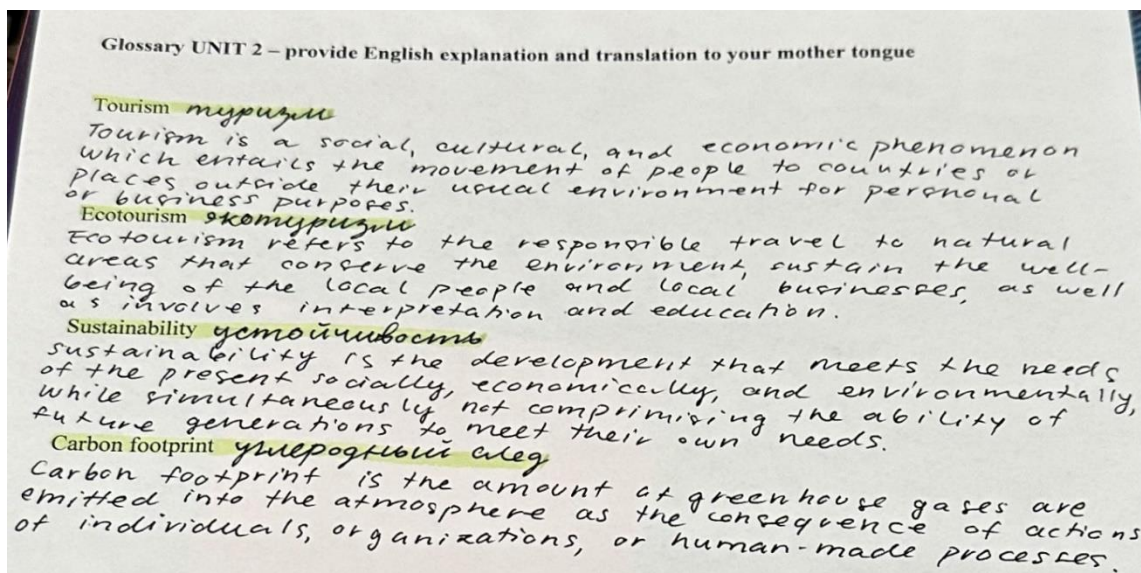 Glossary UNIT 2 – provide English explanation and translation to your mother tongue
Tourism туризм
Tourism is a social, cultural, and economic phenomenon
which entails the movement of people to countries or
places outside their usual environment for personal
or business purposes.
Ecotourism экотуризм
Ecotourism refers to the responsible travel to natural
areas that conserve the environment, sustain the well-
being of the local people and local businesses, as well
as involves interpretation and education.
Sustainability устойчивость
sustainability is the development that meets the needs
of the present socially, economically, and environmentally,
while simultaneously not comprimising the ability of
future generations to meet their own needs.
Carbon footprint углеродный след
Carbon footprint is the amount of greenhouse gases are
emitted into the atmosphere as the consequence of actions
of individuals, organizations, or human-made processes.